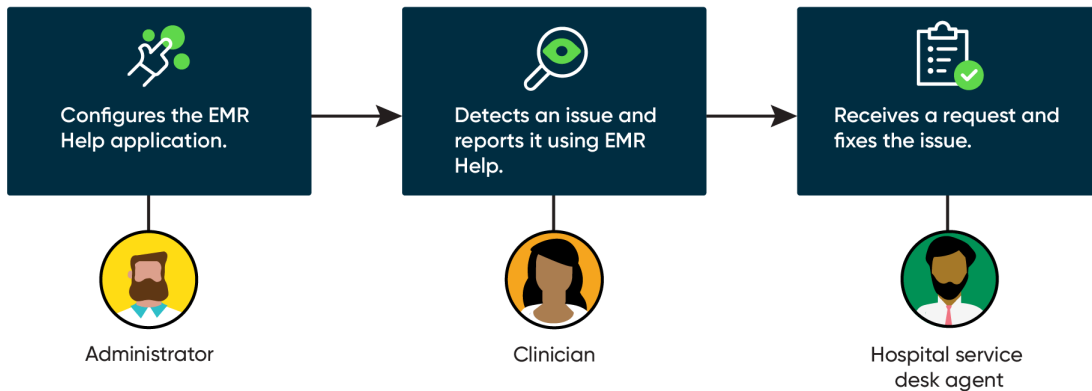 Configures the EMR
Help application.
Detects an issue and
reports it using EMR
Help.
Receives a request and
fixes the issue.
Administrator
Clinician
Hospital service
desk agent